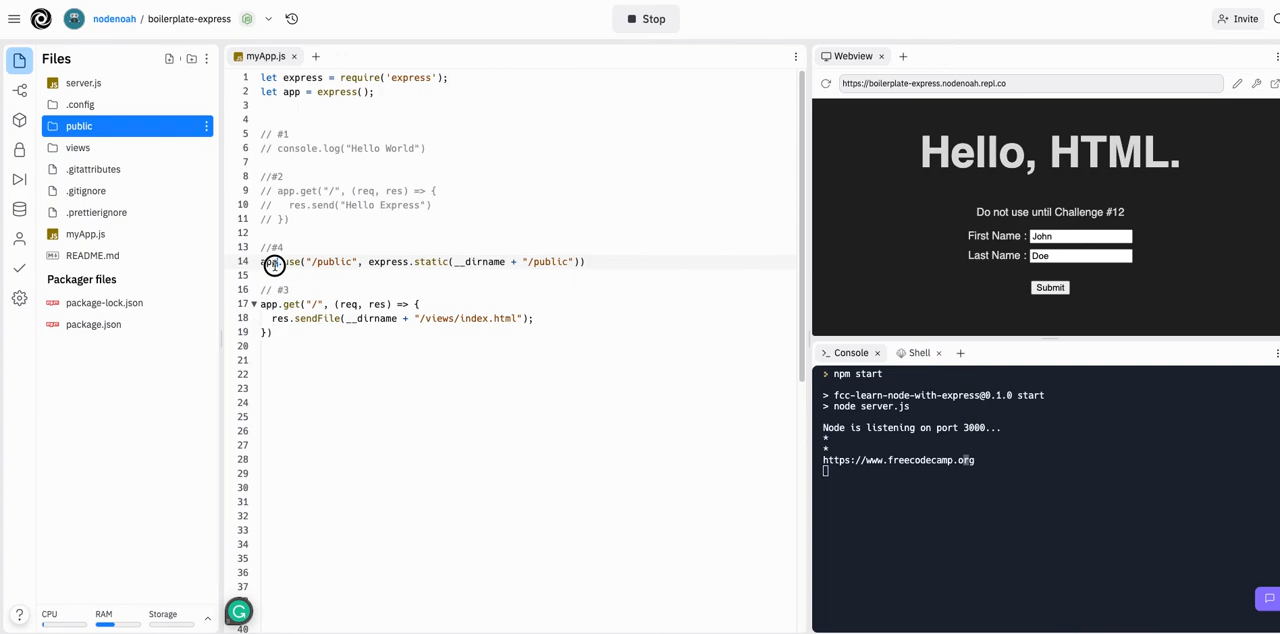 nodenoah / boilerplate-express
Stop
Invite
Files
server.js
.config
public
views
.gitattributes
.gitignore
.prettierignore
myApp.js
README.md
Packager files
package-lock.json
package.json
CPU RAM Storage
?
myApp.js × +
1 let express = require('express');
2 let app = express();
3
4
5 // #1
6 // console.log("Hello World")
7
8 //#2
9 // app.get("/", (req, res) => {
10 //   res.send("Hello Express")
11 // })
12
13 //#4
14 app.use("/public", express.static(__dirname + "/public"))
15
16 // #3
17 app.get("/", (req, res) => {
18   res.sendFile(__dirname + "/views/index.html");
19 })
20
21
22
23
24
25
26
27
28
29
30
31
32
33
34
35
36
37
40
Webview × +
https://boilerplate-express.nodenoah.repl.co
Hello, HTML.
Do not use until Challenge #12
First Name : John
Last Name : Doe
Submit
>_ Console × Shell × +
> npm start
> fcc-learn-node-with-express@0.1.0 start
> node server.js
Node is listening on port 3000...
*
*
https://www.freecodecamp.org